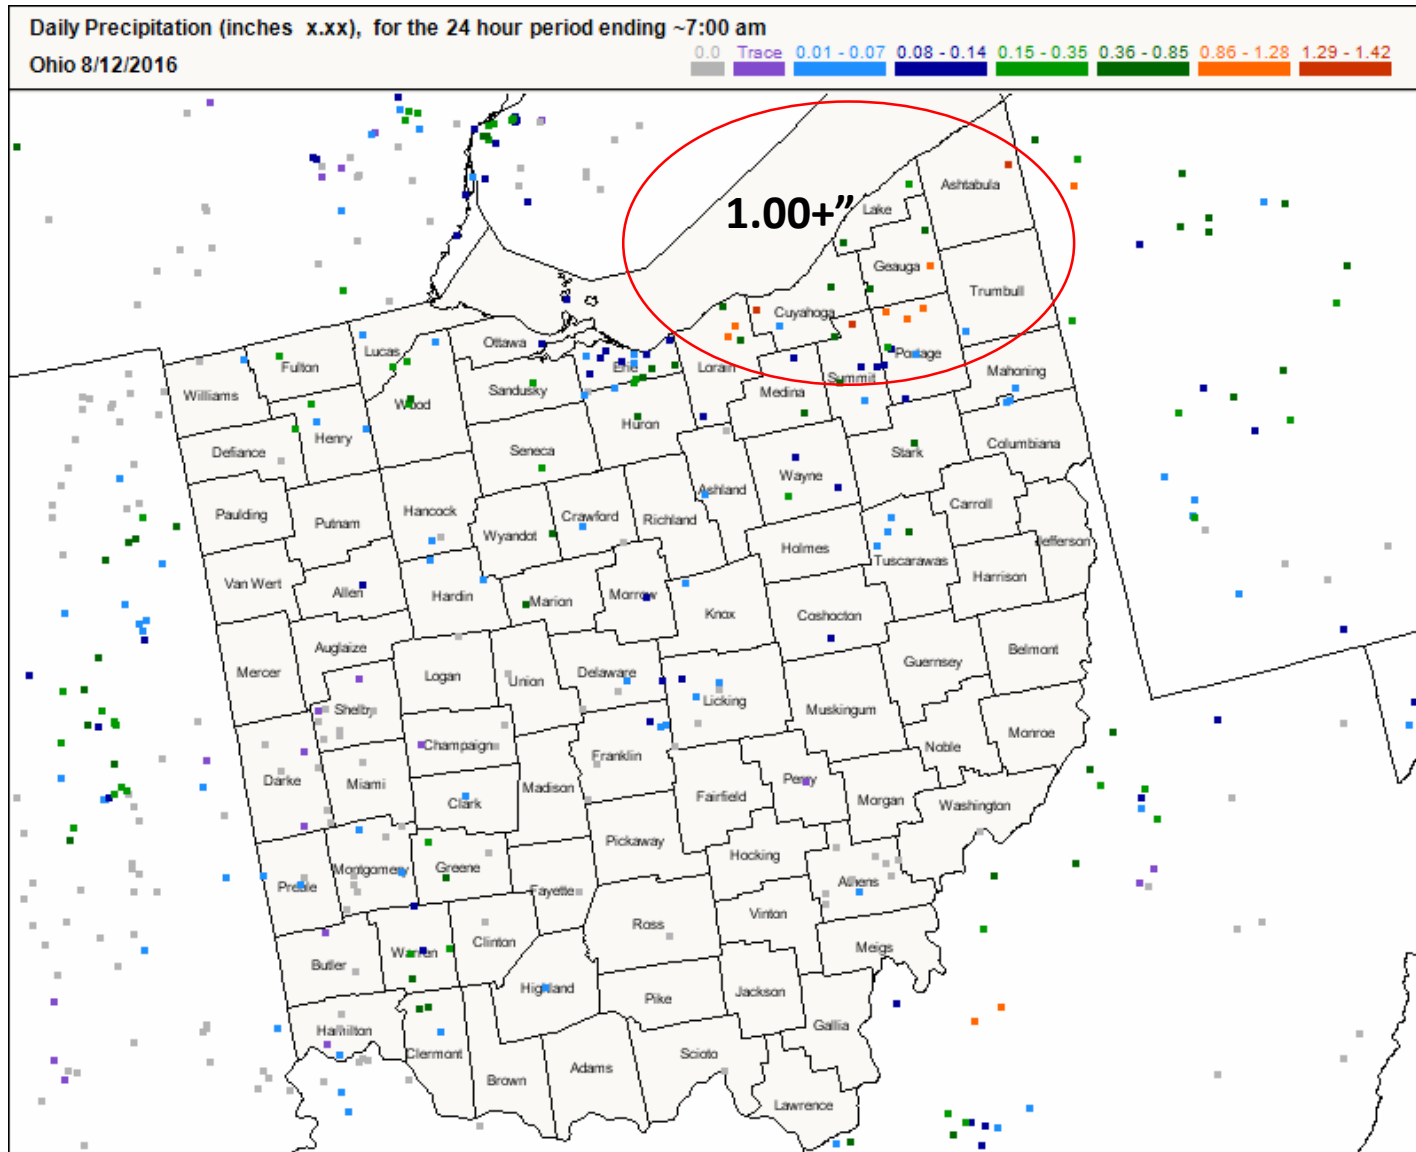 Daily Precipitation (inches x.xx), for the 24 hour period ending ~7:00 am
Ohio 8/12/2016
0.0 Trace 0.01 - 0.07 0.08 - 0.14 0.15 - 0.35 0.36 - 0.85 0.86 - 1.28 1.29 - 1.42
1.00+”
Ashtabula
Lake
Geauga
Trumbull
Cuyahoga
Ottawa
Lucas
Fulton
Williams
Erie
Lorain
Portage
Summit
Mahoning
Medina
Sandusky
Wood
Henry
Huron
Defiance
Seneca
Stark
Columbiana
Wayne
Ashland
Paulding
Putnam
Hancock
Crawford
Richland
Wyandot
Carroll
Jefferson
Holmes
Tuscarawas
Harrison
Van Wert
Allen
Hardin
Marion
Morrow
Knox
Coshocton
Auglaize
Mercer
Logan
Union
Delaware
Licking
Guernsey
Belmont
Shelby
Muskingum
Champaign
Franklin
Noble
Monroe
Darke
Miami
Clark
Madison
Fairfield
Perry
Morgan
Washington
Pickaway
Hocking
Montgomery
Greene
Preble
Fayette
Athens
Vinton
Ross
Clinton
Warren
Butler
Meigs
Highland
Pike
Jackson
Hamilton
Gallia
Clermont
Scioto
Brown
Adams
Lawrence